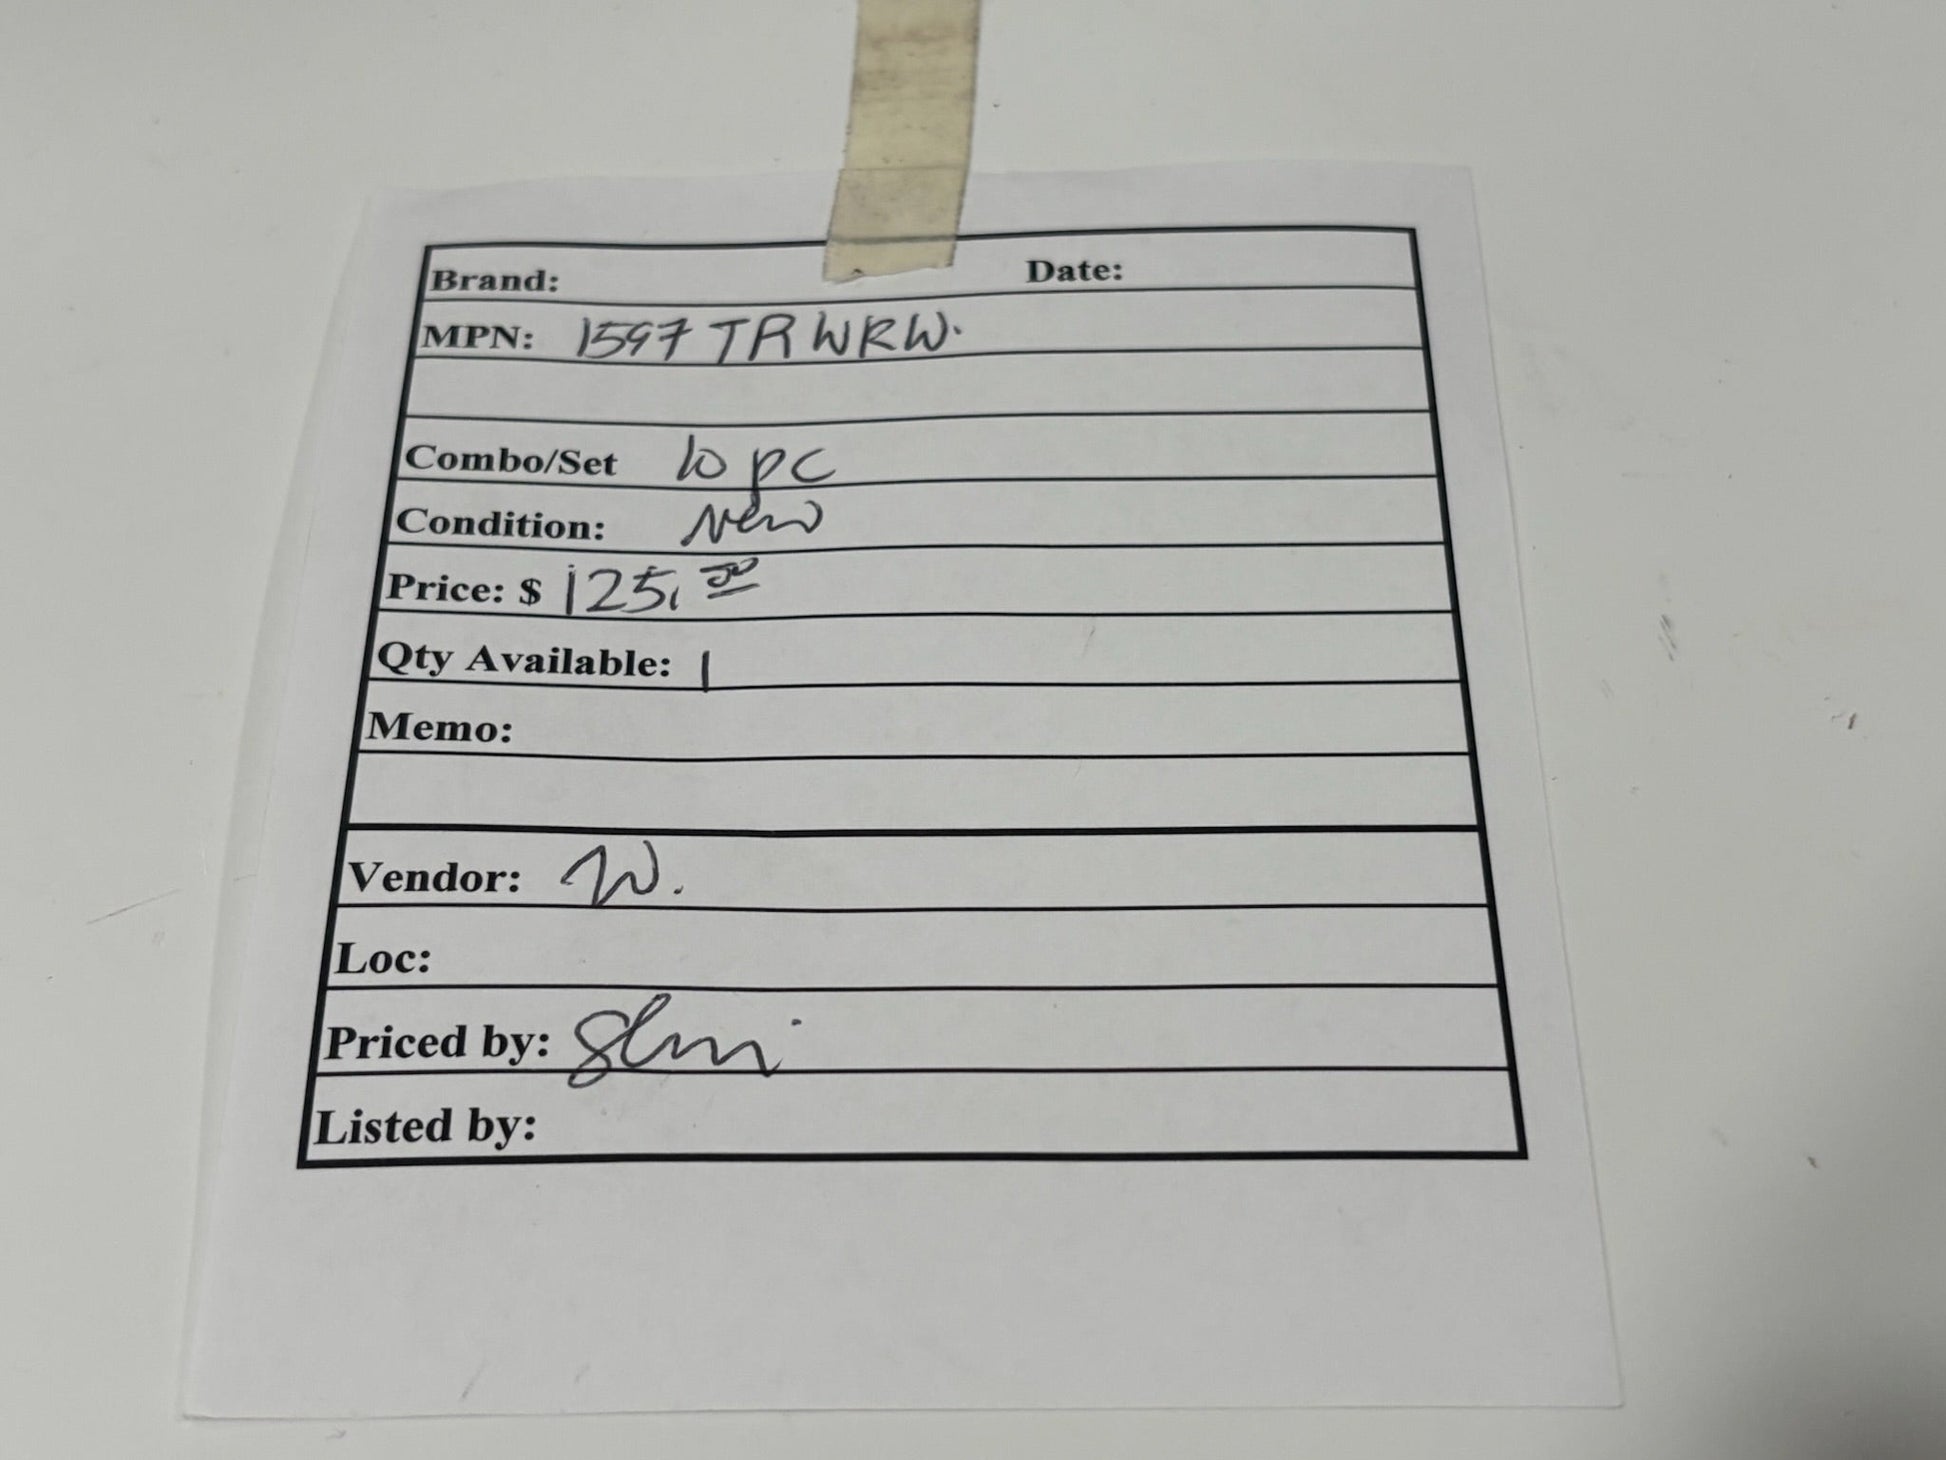 Brand: Date:
MPN: 1597 TRWRW.
Combo/Set 10 pc
Condition: New
Price: $ 125.00
Qty Available: 1
Memo:
Vendor: W.
Loc:
Priced by:
Listed by: